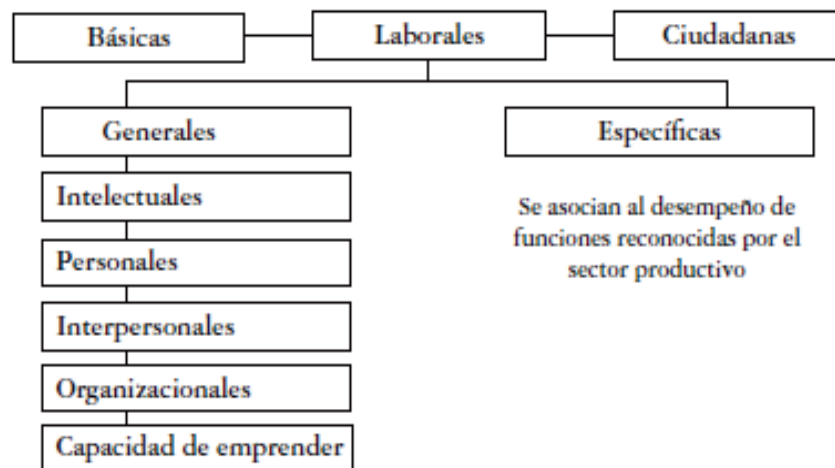 Básicas
Laborales
Ciudadanas
Generales
Específicas
Intelectuales
Se asocian al desempeño de
funciones reconocidas por el
sector productivo
Personales
Interpersonales
Organizacionales
Capacidad de emprender